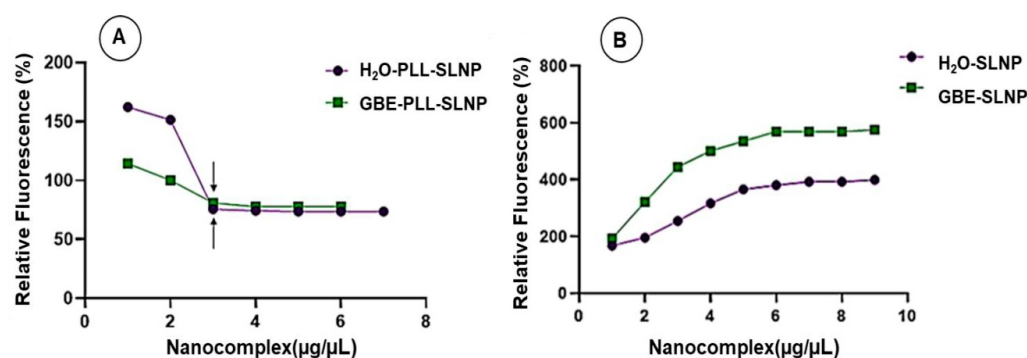 A
Relative Fluorescence (%)
200
150
100
50
0
0
2
4
6
8
Nanocomplex(µg/µL)
H₂O-PLL-SLNP
GBE-PLL-SLNP
B
Relative Fluorescence (%)
800
600
400
200
0
0
2
4
6
8
10
Nanocomplex(µg/µL)
H₂O-SLNP
GBE-SLNP